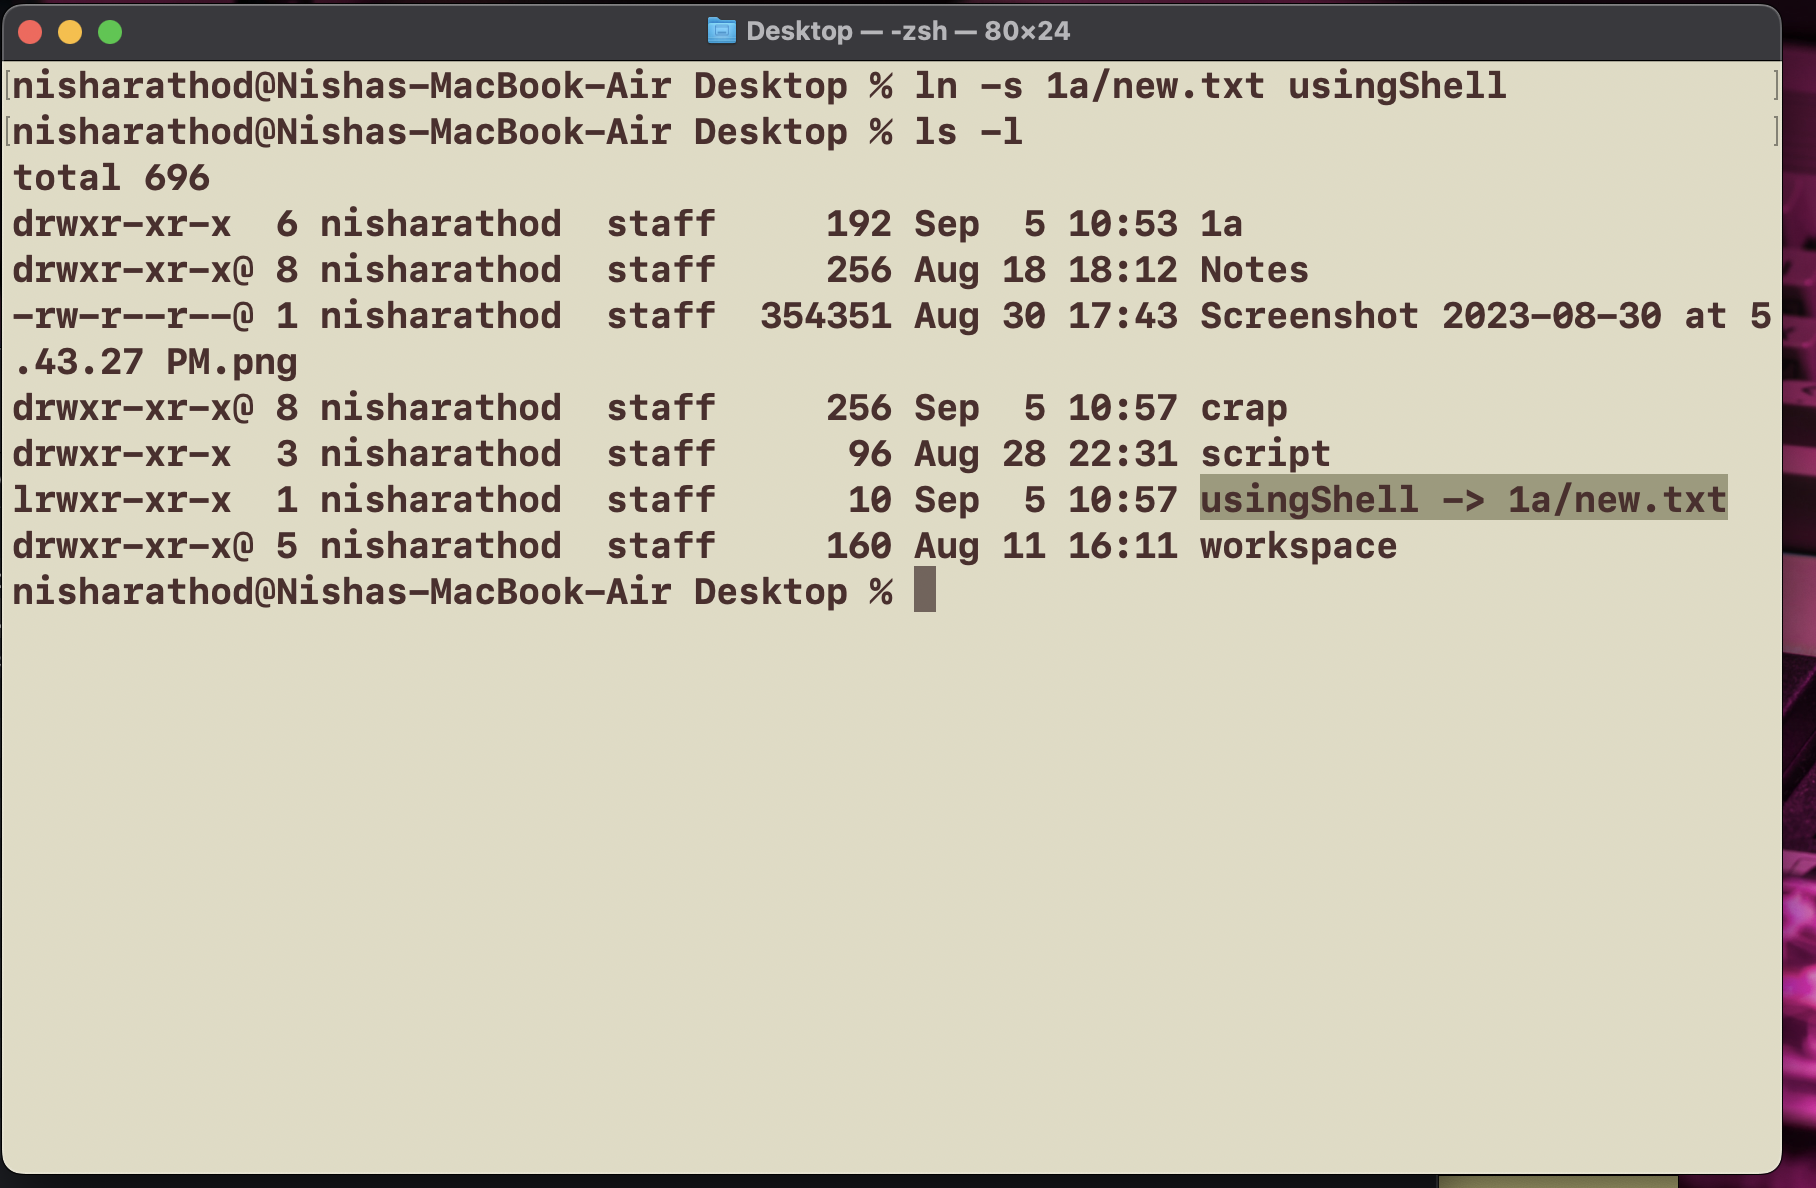 Desktop — -zsh — 80×24
nisharathod@Nishas-MacBook-Air Desktop % ln -s 1a/new.txt usingShell
nisharathod@Nishas-MacBook-Air Desktop % ls -l
total 696
drwxr-xr-x  6 nisharathod  staff     192 Sep  5 10:53 1a
drwxr-xr-x@ 8 nisharathod  staff     256 Aug 18 18:12 Notes
-rw-r--r--@ 1 nisharathod  staff  354351 Aug 30 17:43 Screenshot 2023-08-30 at 5
.43.27 PM.png
drwxr-xr-x@ 8 nisharathod  staff     256 Sep  5 10:57 crap
drwxr-xr-x  3 nisharathod  staff      96 Aug 28 22:31 script
lrwxr-xr-x  1 nisharathod  staff      10 Sep  5 10:57 usingShell -> 1a/new.txt
drwxr-xr-x@ 5 nisharathod  staff     160 Aug 11 16:11 workspace
nisharathod@Nishas-MacBook-Air Desktop %